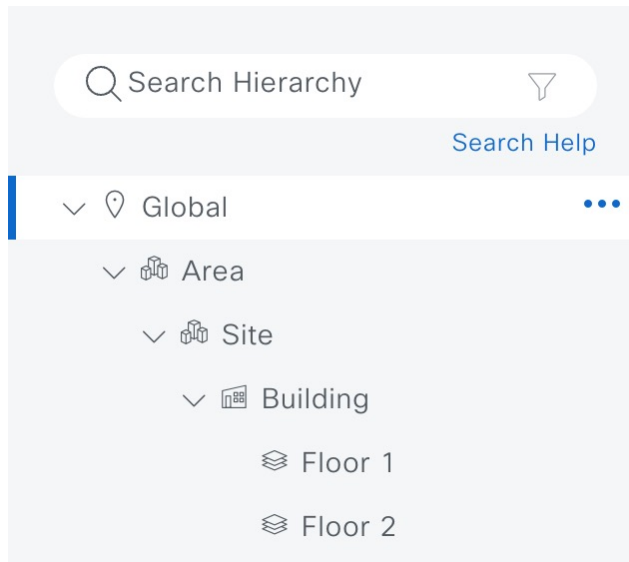 Search Hierarchy
Search Help
Global
Area
Site
Building
Floor 1
Floor 2